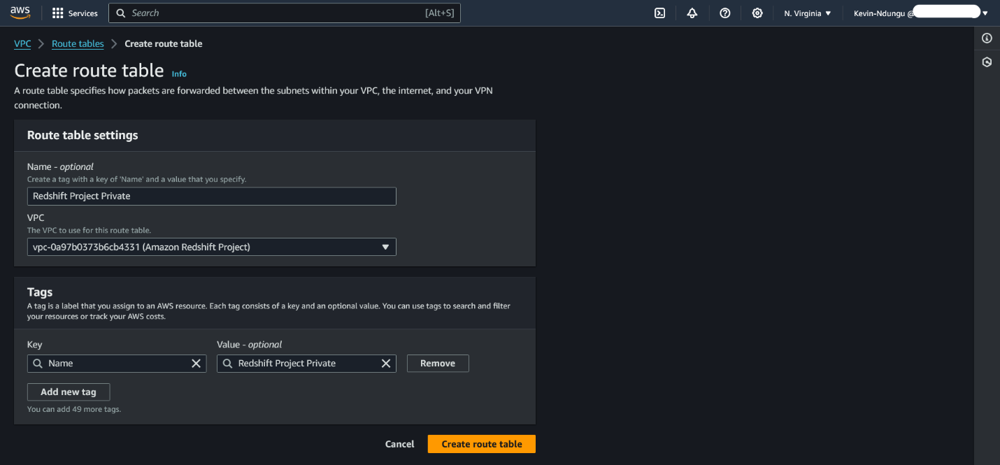 aws
Services
Search
[Alt+S]
N. Virginia
Kevin-Ndungu @
VPC
Route tables
Create route table
Create route table
Info
A route table specifies how packets are forwarded between the subnets within your VPC, the internet, and your VPN
connection.
Route table settings
Name - optional
Create a tag with a key of 'Name' and a value that you specify.
Redshift Project Private
VPC
The VPC to use for this route table.
vpc-0a97b0373b6cb4331 (Amazon Redshift Project)
Tags
A tag is a label that you assign to an AWS resource. Each tag consists of a key and an optional value. You can use tags to search and filter
your resources or track your AWS costs.
Key
Value - optional
Name
Redshift Project Private
Remove
Add new tag
You can add 49 more tags.
Cancel
Create route table